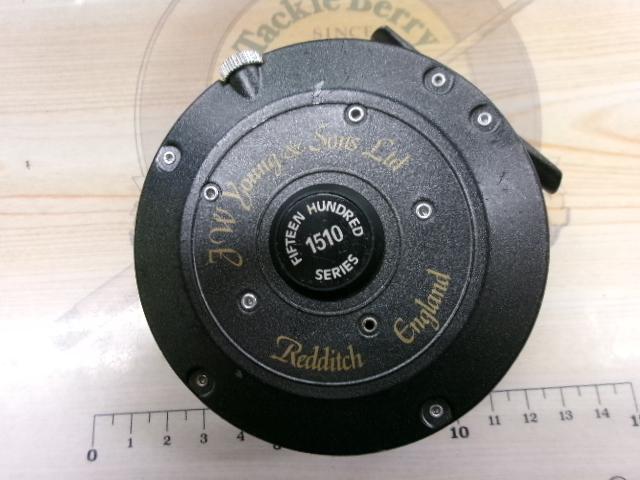 Tackle Berry
SINCE
J W Young & Sons Ltd
FIFTEEN HUNDRED
1510
SERIES
Redditch England
0 1 2 3 4 10 11 12 13 14 15